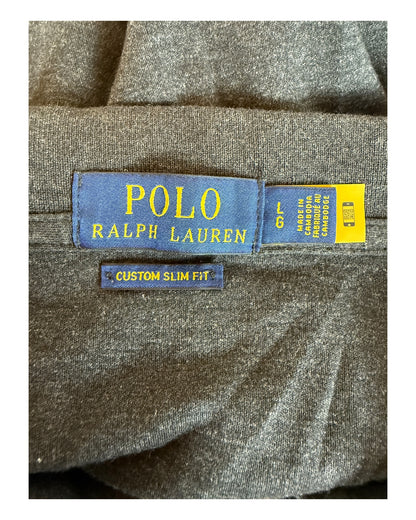 POLO
RALPH LAUREN
L
G
MADE IN
CAMBODIA
FABRIQUÉ AU
CAMBODGE
CUSTOM SLIM FIT